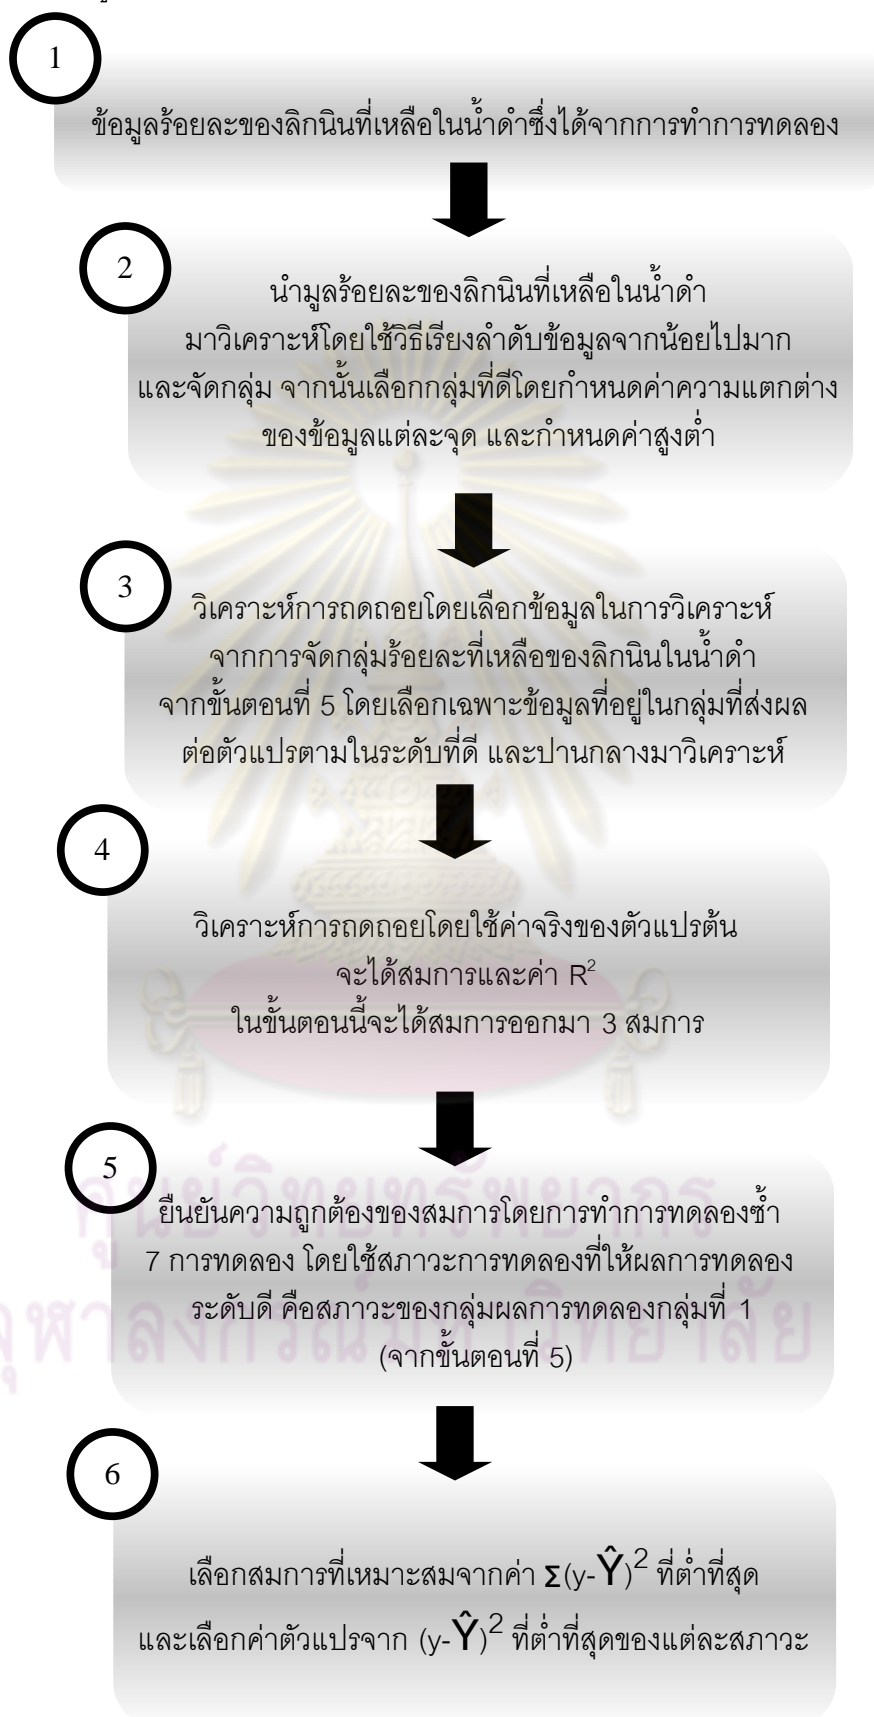 1
ข้อมูลร้อยละของลิกนินที่เหลือในน้ำดำซึ่งได้จากการทำการทดลอง
2
นำมูลร้อยละของลิกนินที่เหลือในน้ำดำ
มาวิเคราะห์โดยใช้วิธีเรียงลำดับข้อมูลจากน้อยไปมาก
และจัดกลุ่ม จากนั้นเลือกกลุ่มที่ดีโดยกำหนดค่าความแตกต่าง
ของข้อมูลแต่ละจุด และกำหนดค่าสูงต่ำ
3
วิเคราะห์การถดถอยโดยเลือกข้อมูลในการวิเคราะห์
จากการจัดกลุ่มร้อยละที่เหลือของลิกนินในน้ำดำ
จากขั้นตอนที่ 5 โดยเลือกเฉพาะข้อมูลที่อยู่ในกลุ่มที่ส่งผล
ต่อตัวแปรตามในระดับที่ดี และปานกลางมาวิเคราะห์
4
วิเคราะห์การถดถอยโดยใช้ค่าจริงของตัวแปรต้น
จะได้สมการและค่า R²
ในขั้นตอนนี้จะได้สมการออกมา 3 สมการ
5
ศูนย์วิทยทรัพยากร
ยืนยันความถูกต้องของสมการโดยการทำการทดลองซ้ำ
7 การทดลอง โดยใช้สภาวะการทดลองที่ให้ผลการทดลอง
ระดับดี คือสภาวะของกลุ่มผลการทดลองกลุ่มที่ 1
จุฬาลงกรณ์มหาวิทยาลัย
(จากขั้นตอนที่ 5)
6
เลือกสมการที่เหมาะสมจากค่า Σ(y-Ŷ)² ที่ต่ำที่สุด
และเลือกค่าตัวแปรจาก (y-Ŷ)² ที่ต่ำที่สุดของแต่ละสภาวะ